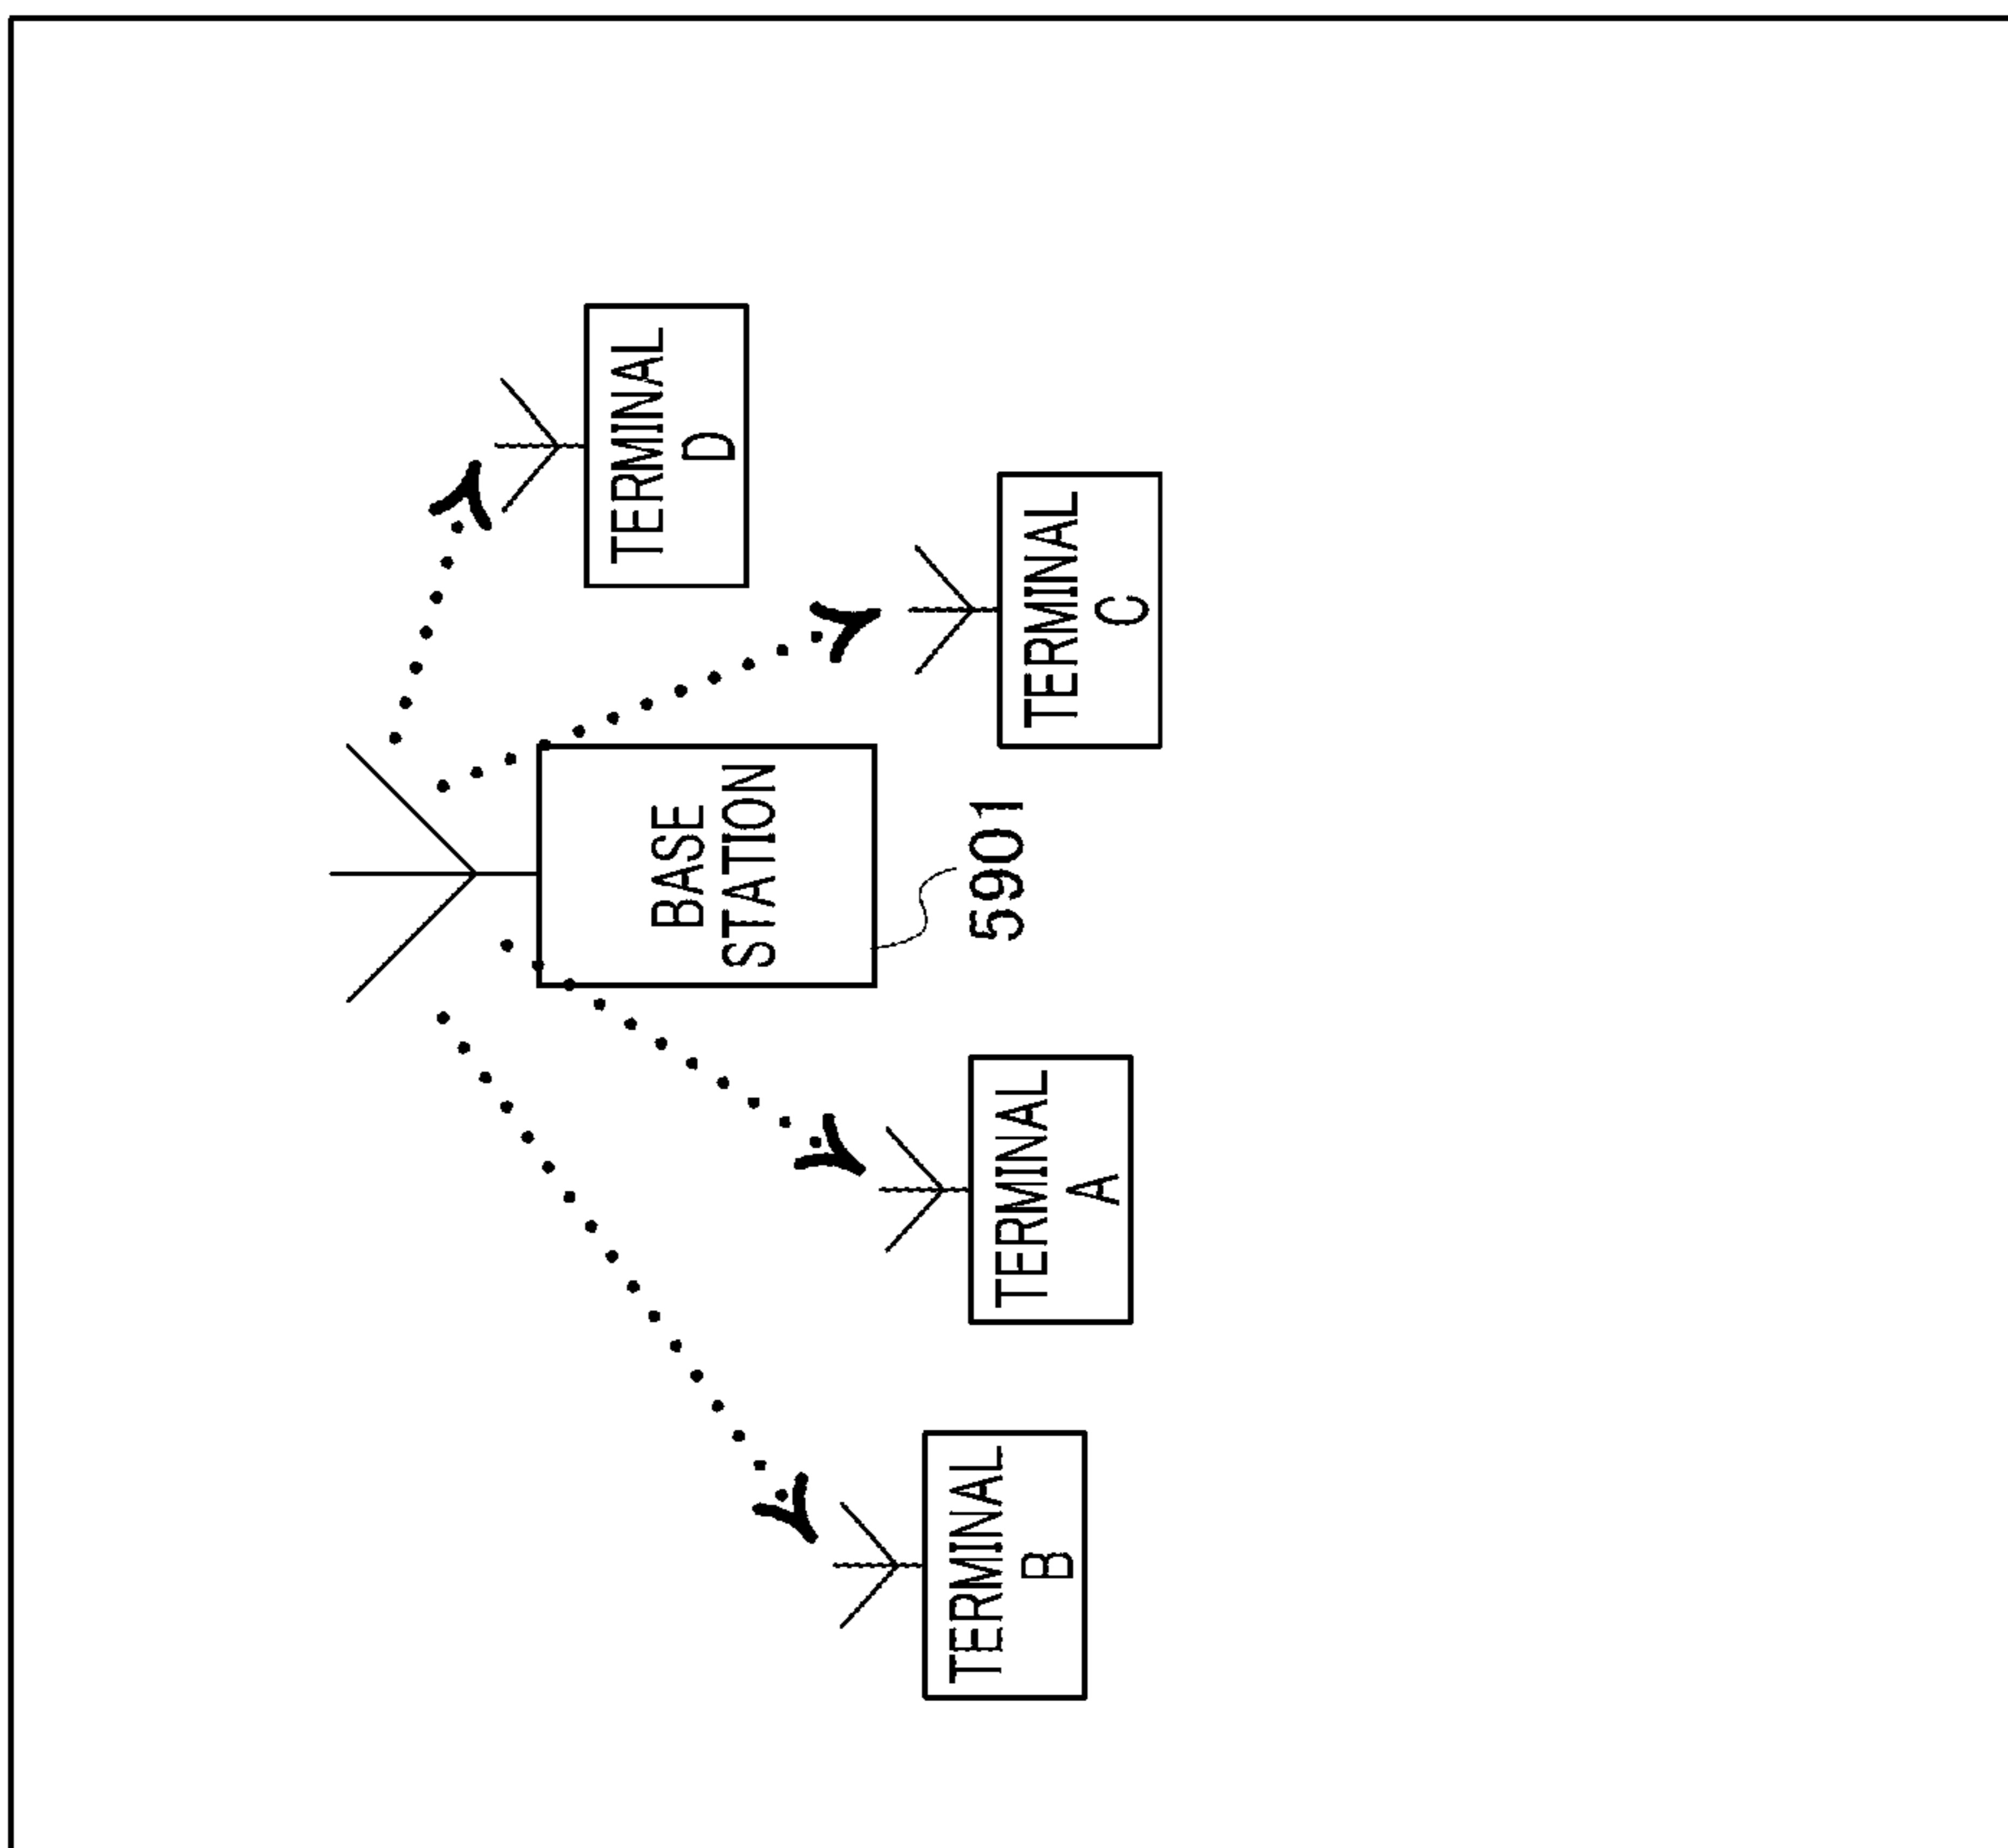 TERMINAL
B
TERMINAL
A
BASE
STATION
5901
TERMINAL
C
TERMINAL
D